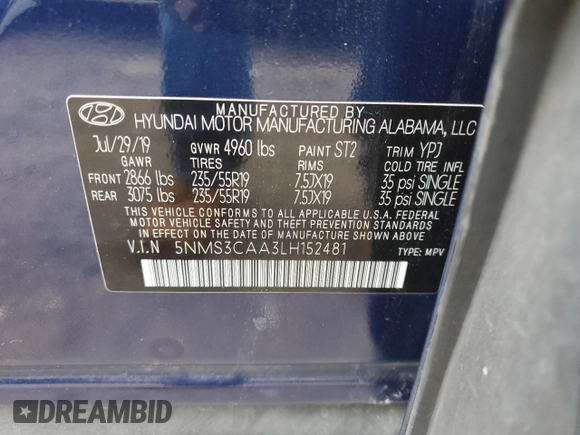 MANUFACTURED BY
HYUNDAI MOTOR MANUFACTURING ALABAMA, LLC
Jul/29/19 GVWR 4960 lbs PAINT ST2 TRIM YPJ
GAWR TIRES RIMS COLD TIRE INFL
FRONT 2866 lbs 235/55R19 7.5JX19 35 psi SINGLE
REAR 3075 lbs 235/55R19 7.5JX19 35 psi SINGLE
THIS VEHICLE CONFORMS TO ALL APPLICABLE U.S.A. FEDERAL
MOTOR VEHICLE SAFETY AND THEFT PREVENTION STANDARDS
IN EFFECT ON THE DATE OF MANUFACTURE SHOWN ABOVE.
V.I.N 5NMS3CAA3LH152481
TYPE: MPV
DREAMBID